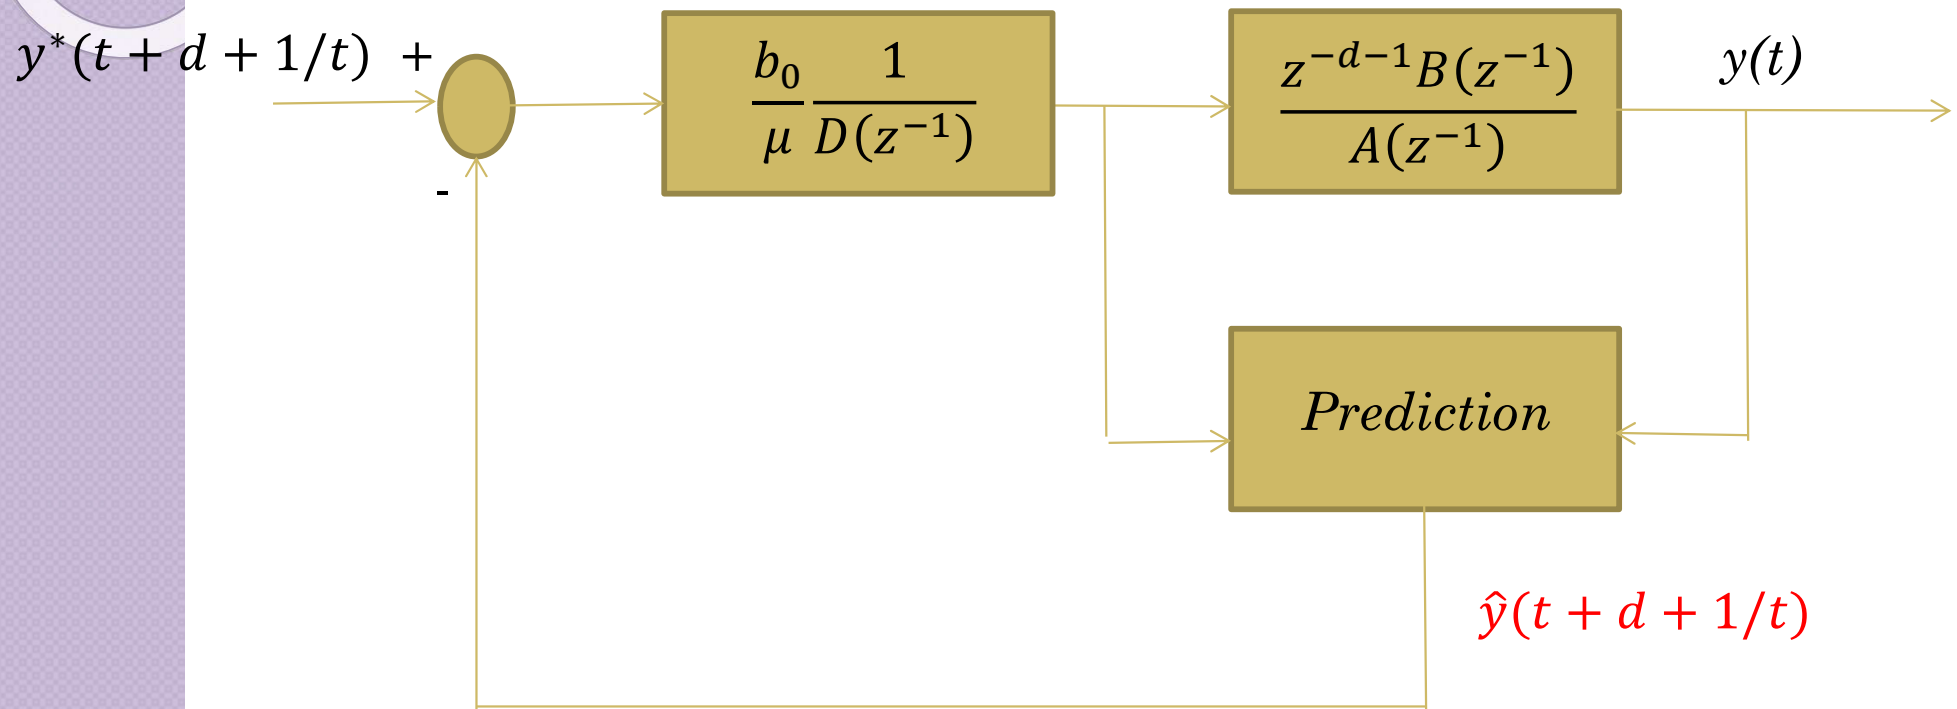 y*(t + d + 1/t) +
b₀/μ 1/D(z⁻¹)
z⁻ᵈ⁻¹B(z⁻¹)/A(z⁻¹)
y(t)
-
Prediction
ŷ(t + d + 1/t)